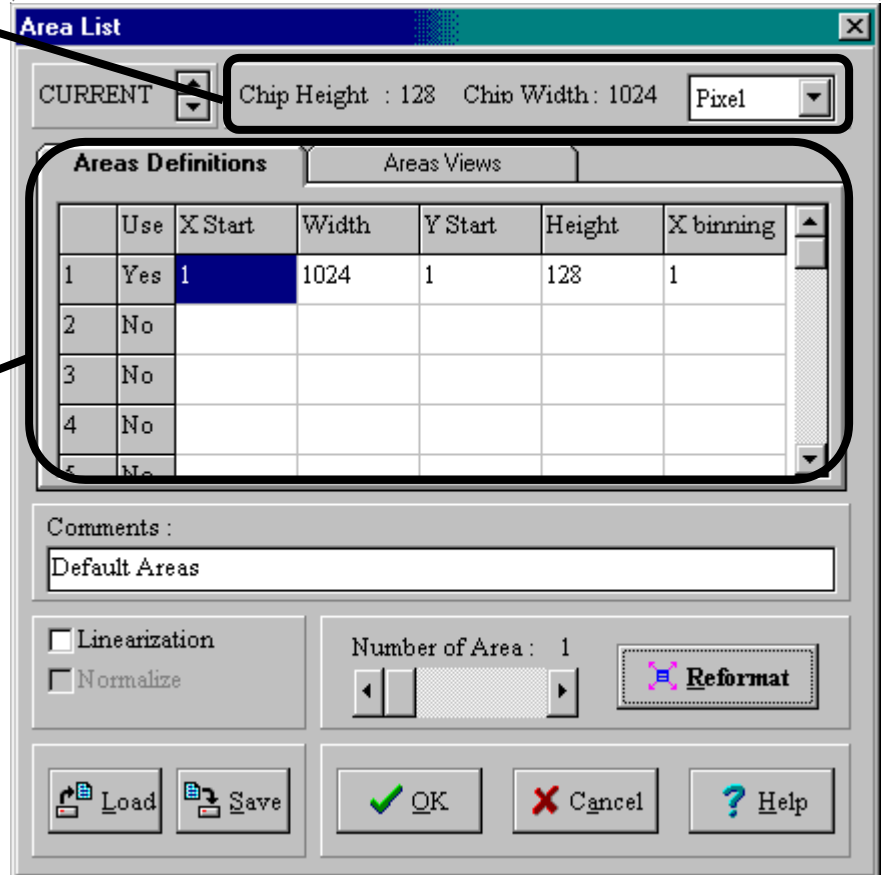 Area List
CURRENT Chip Height : 128 Chip Width : 1024 Pixel
Areas Definitions Areas Views
Use X Start Width Y Start Height X binning
1 Yes 1 1024 1 128 1
2 No
3 No
4 No
5 No
Comments :
Default Areas
Linearization
Normalize
Number of Area : 1
Reformat
Load Save OK Cancel Help